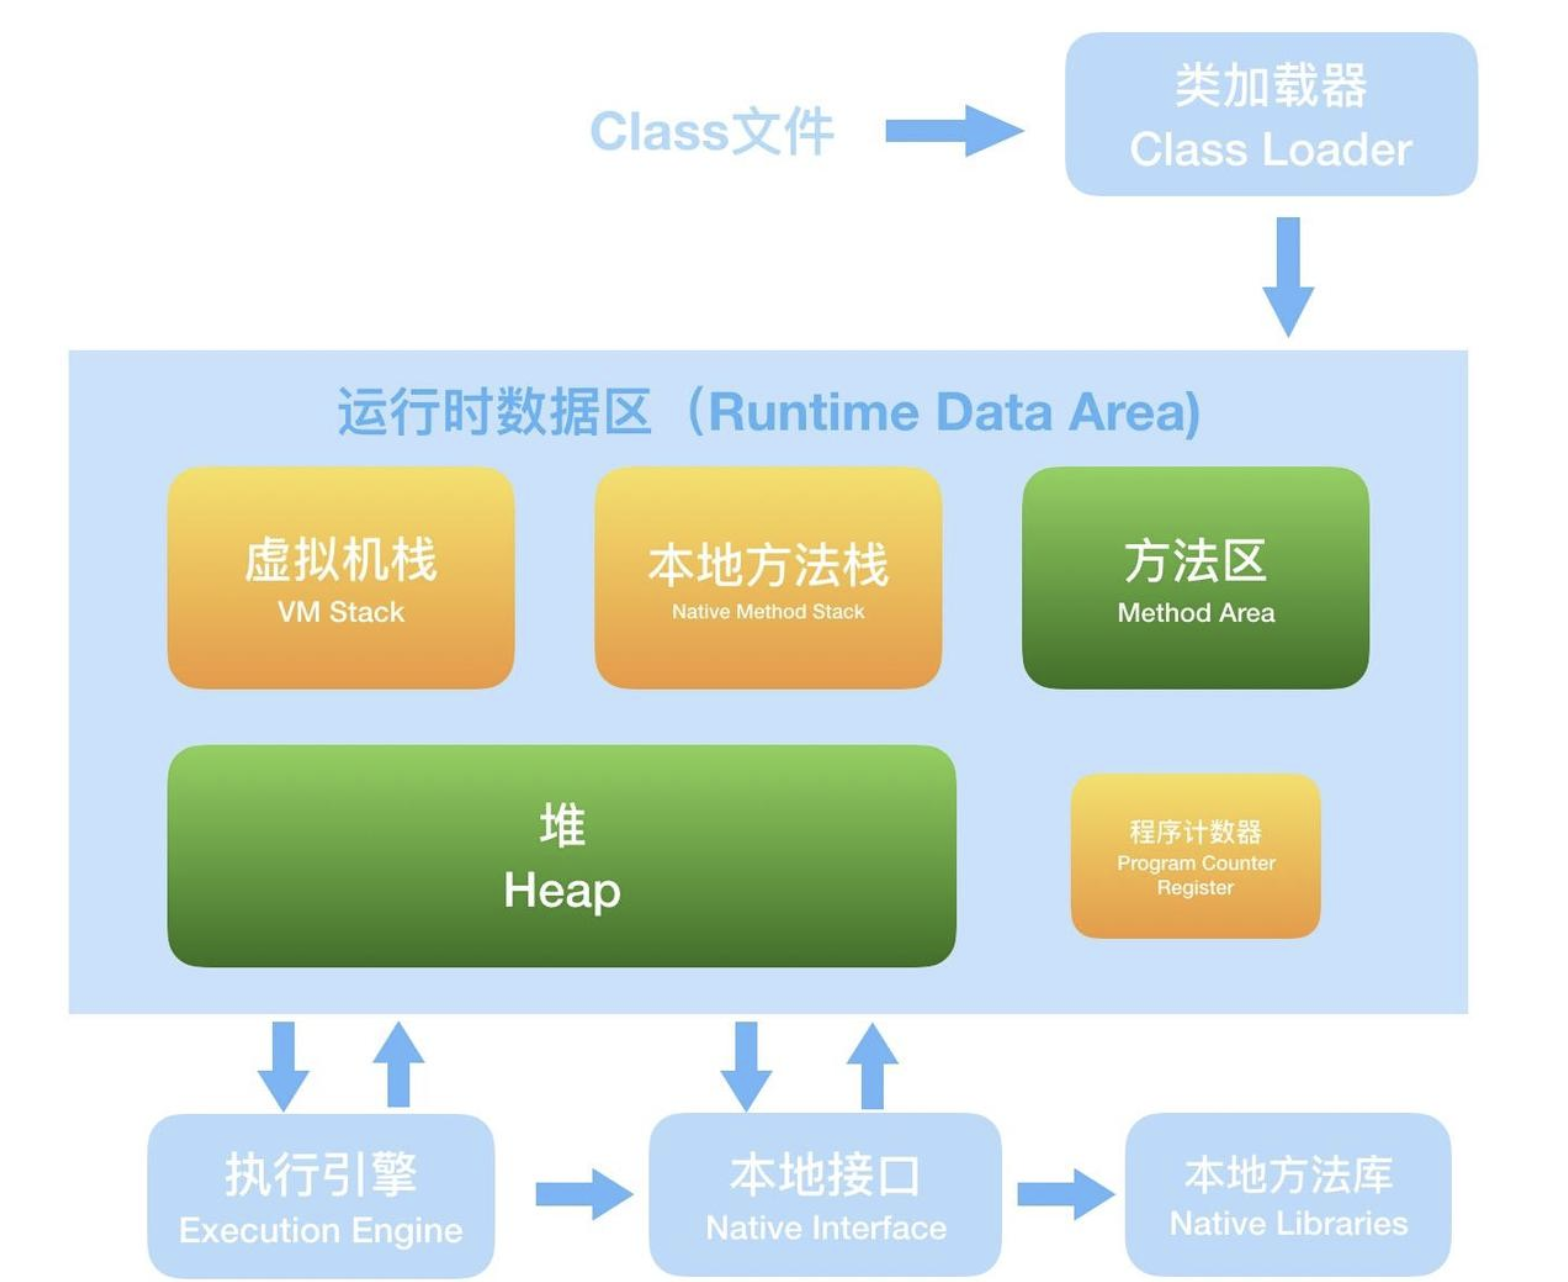 Class文件
类加载器
Class Loader
运行时数据区（Runtime Data Area)
虚拟机栈
VM Stack
本地方法栈
Native Method Stack
方法区
Method Area
堆
Heap
程序计数器
Program Counter
Register
执行引擎
Execution Engine
本地接口
Native Interface
本地方法库
Native Libraries